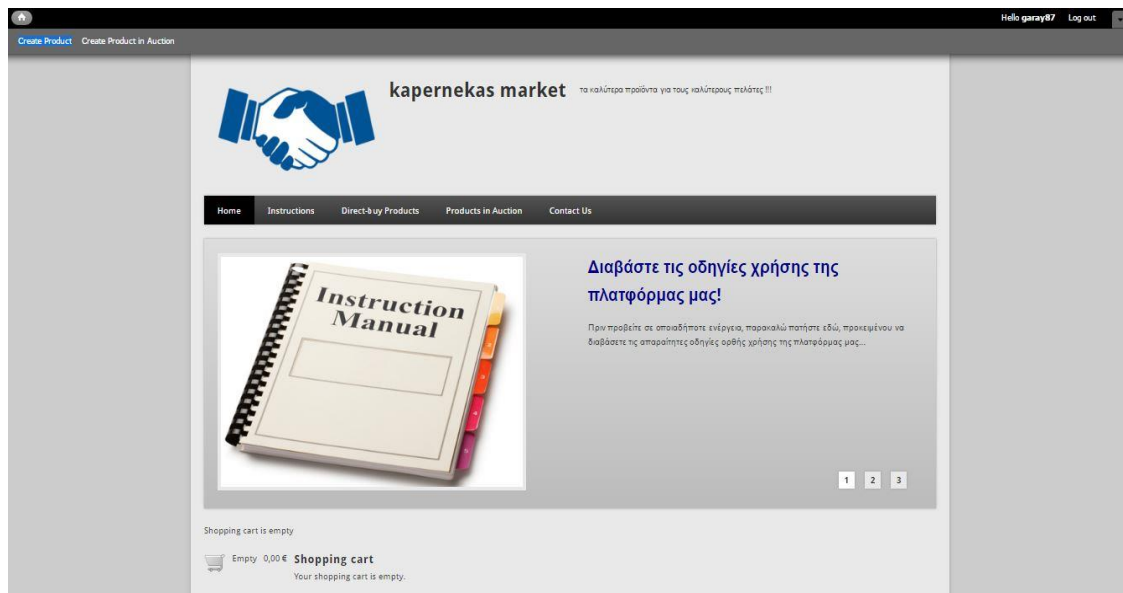 Hello garay87 Log out
Create Product Create Product in Auction
kapernekas market τα καλύτερα προϊόντα για τους καλύτερους πελάτες !!!
Home Instructions Direct-buy Products Products in Auction Contact Us
Instruction
Manual
Διαβάστε τις οδηγίες χρήσης της
πλατφόρμας μας!
Πριν προβείτε σε οποιαδήποτε ενέργεια, παρακαλώ πατήστε εδώ, προκειμένου να
διαβάσετε τις απαραίτητες οδηγίες ορθής χρήσης της πλατφόρμας μας...
1 2 3
Shopping cart is empty
Empty 0,00 € Shopping cart
Your shopping cart is empty.